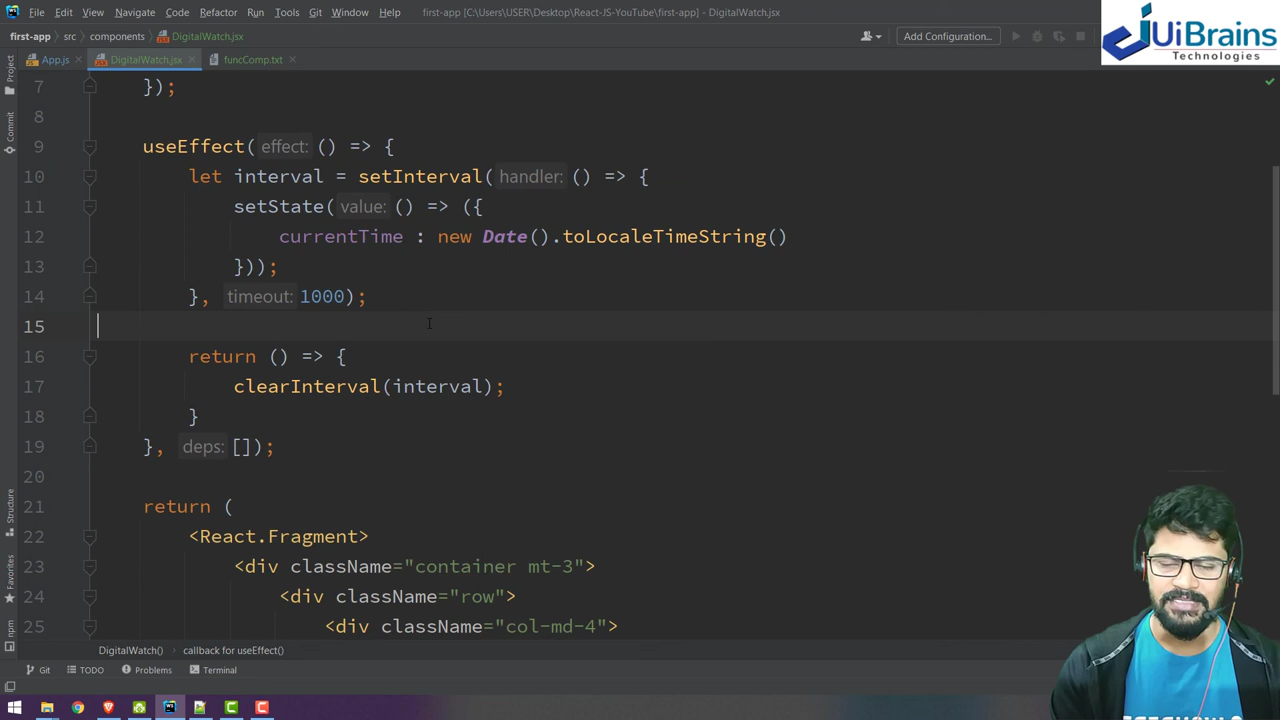 File Edit View Navigate Code Refactor Run Tools Git Window Help first-app [C:\Users\USER\Desktop\React-JS-YouTube\first-app] - DigitalWatch.jsx
first-app src components DigitalWatch.jsx Add Configuration...
UiBrains
Technologies
App.js DigitalWatch.jsx funcComp.txt
Project
Commit
Structure
Favorites
npm
7 });
8
9 useEffect( effect: () => {
10 let interval = setInterval( handler: () => {
11 setState( value: () => ({
12 currentTime : new Date().toLocaleTimeString()
13 }));
14 }, timeout: 1000);
15
16 return () => {
17 clearInterval(interval);
18 }
19 }, deps: []);
20
21 return (
22 <React.Fragment>
23 <div className="container mt-3">
24 <div className="row">
25 <div className="col-md-4">
DigitalWatch() callback for useEffect()
Git TODO Problems Terminal